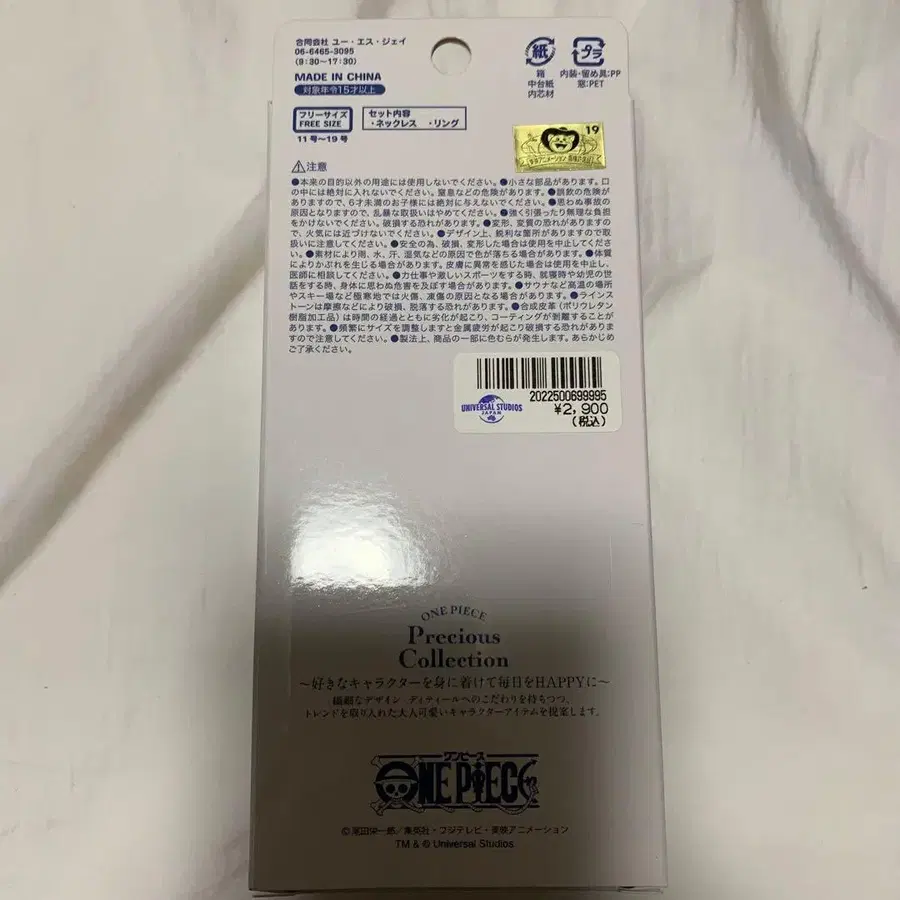 合同会社 ユー・エス・ジェイ
06-6465-3095
(9:30～17:30)
MADE IN CHINA
対象年令15才以上
フリーサイズ
FREE SIZE
11号～19号
セット内容
・ネックレス ・リング
紙
箱
中台紙
内芯材
プラ
内装・留め具:PP
窓:PET
19
東映アニメーション
⚠注意
●本来の目的以外の用途には使用しないでください。●小さな部品があります。口
の中には絶対に入れないでください。窒息などの危険があります。●誤飲の危険が
ありますので、6才未満のお子様には絶対に与えないでください。●思わぬ事故の
原因となりますので、乱暴な取扱いはやめてください。●強く引張ったり無理な負担
をかけないでください。破損する恐れがあります。●変形、変質の恐れがありますの
で、火気には近づけないでください。●デザイン上、鋭利な箇所がありますので取
扱いに注意してください。●安全の為、破損、変形した場合は使用を中止してくださ
い。●素材により雨、水、汗、湿気などの原因で色が落ちる場合があります。●体質
によりかぶれを生じる場合があります。皮膚に異常を感じた場合は使用を中止し、
医師に相談してください。●力仕事や激しいスポーツをする時、就寝時や幼児の世
話をする時、身体に思わぬ危害を及ぼす場合があります。●サウナなど高温の場所
やスキー場など極寒地では火傷、凍傷の原因となる場合があります。●ラインス
トーンは摩擦などにより破損、脱落する恐れがあります。●合成皮革(ポリウレタン
樹脂加工品)は時間の経過とともに劣化が起こり、コーティングが剥離することが
あります。●頻繁にサイズを調整しますと金属疲労が起こり破損する恐れがありま
すので注意してください。●製法上、商品の一部に色むらが発生します。あらかじめ
ご了承ください。
2022500699995
UNIVERSAL STUDIOS
JAPAN
¥2,900
(税込)
ONE PIECE
Precious
Collection
～好きなキャラクターを身に着けて毎日をHAPPYに～
繊細なデザイン、ディティールへのこだわりを持ちつつ、
トレンドを取り入れた大人可愛いキャラクターアイテムを提案します。
ワンピース
ONE PIECE
©尾田栄一郎/集英社・フジテレビ・東映アニメーション
TM & © Universal Studios